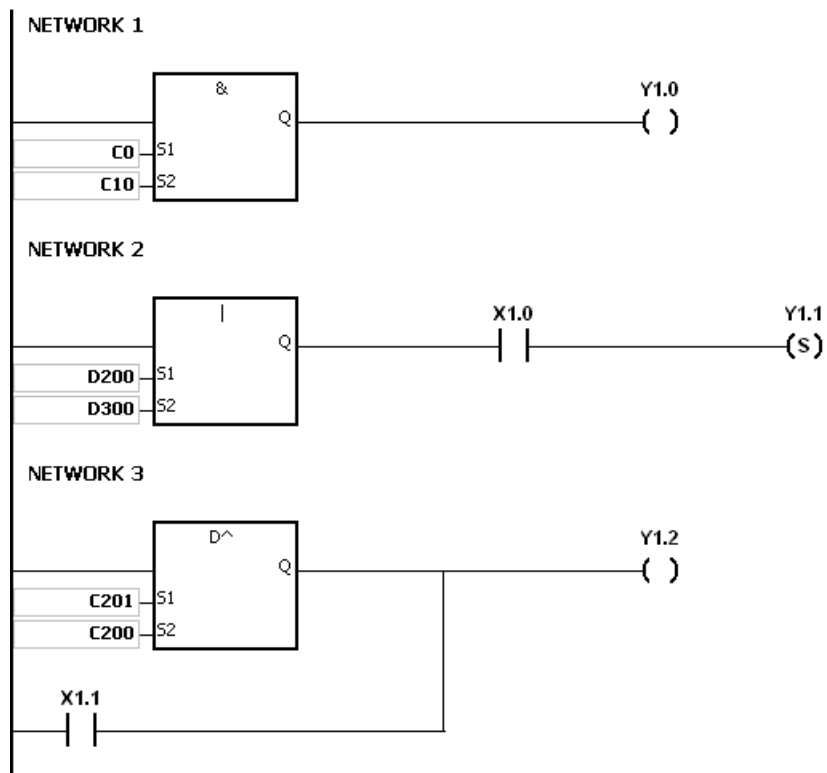 NETWORK 1
&
Y1.0
Q
( )
C0 S1
C10 S2
NETWORK 2
|
X1.0
Y1.1
Q
(S)
D200 S1
D300 S2
NETWORK 3
D^
Y1.2
Q
( )
C201 S1
C200 S2
X1.1